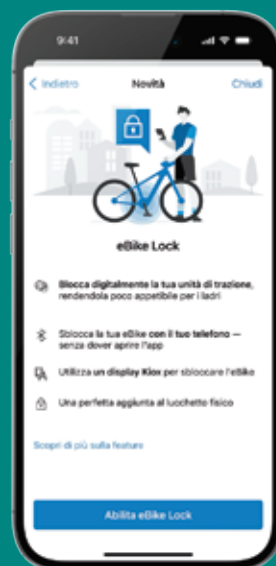 9:41
Indietro Novità Chiudi
eBike Lock
Blocca digitalmente la tua unità di trazione,
rendendola poco appetibile per i ladri
Sblocca la tua eBike con il tuo telefono —
senza dover aprire l'app
Utilizza un display Kiox per sbloccare l'eBike
Una perfetta aggiunta al lucchetto fisico
Scopri di più sulla feature
Abilita eBike Lock